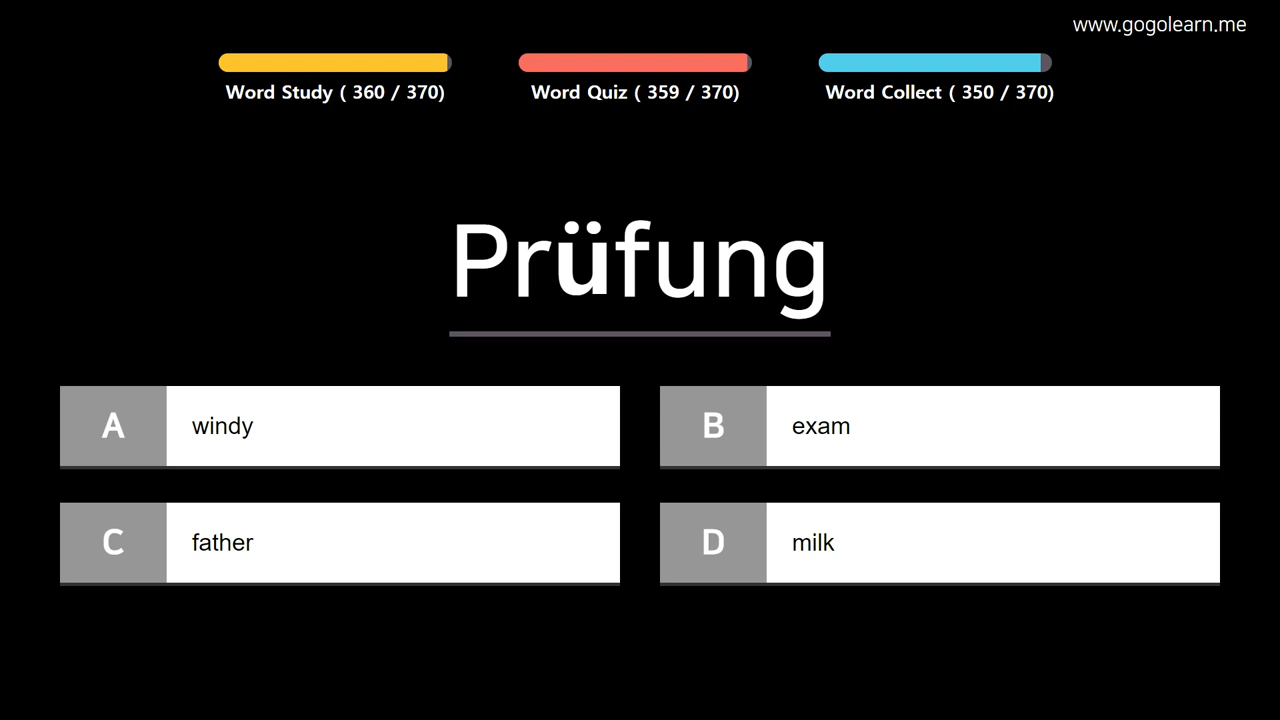 www.gogolearn.me
Word Study ( 360 / 370)
Word Quiz ( 359 / 370)
Word Collect ( 350 / 370)
Prüfung
A windy
B exam
C father
D milk